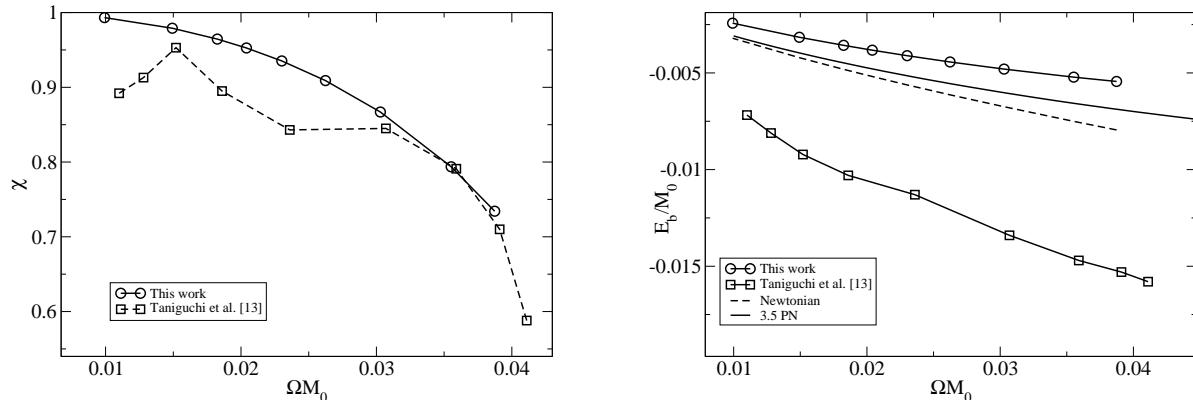 1
0.9
0.8
0.7
0.6
χ
0.01
0.02
0.03
0.04
ΩM₀
This work
Taniguchi et al. [13]
-0.005
-0.01
-0.015
E_b/M₀
0.01
0.02
0.03
0.04
ΩM₀
This work
Taniguchi et al. [13]
Newtonian
3.5 PN